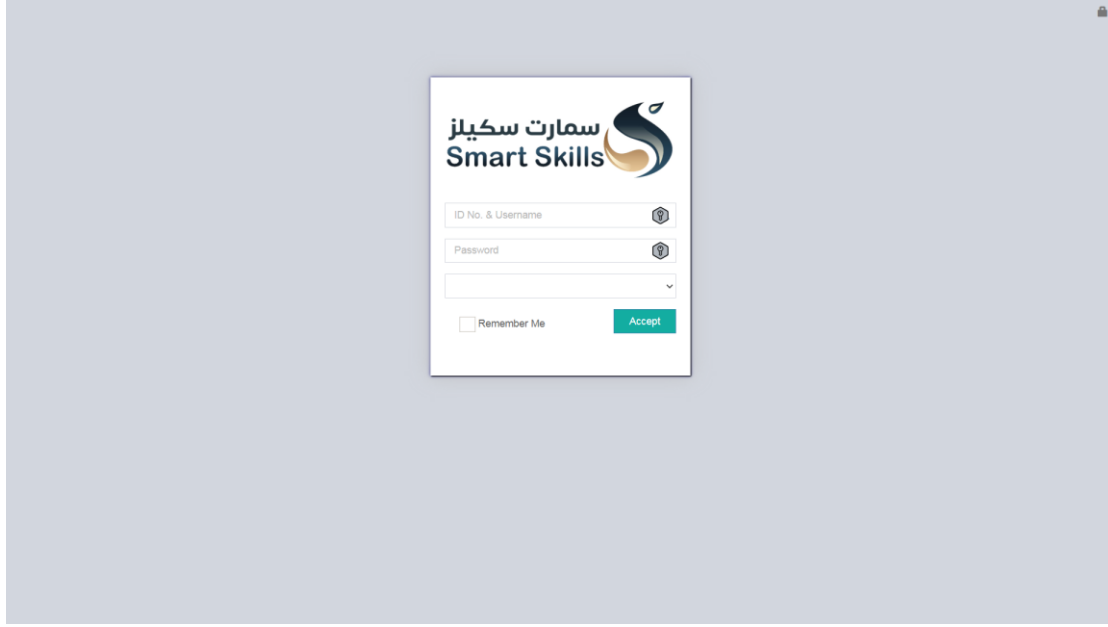 سمارت سكيلز
Smart Skills
ID No. & Username
Password
Remember Me
Accept